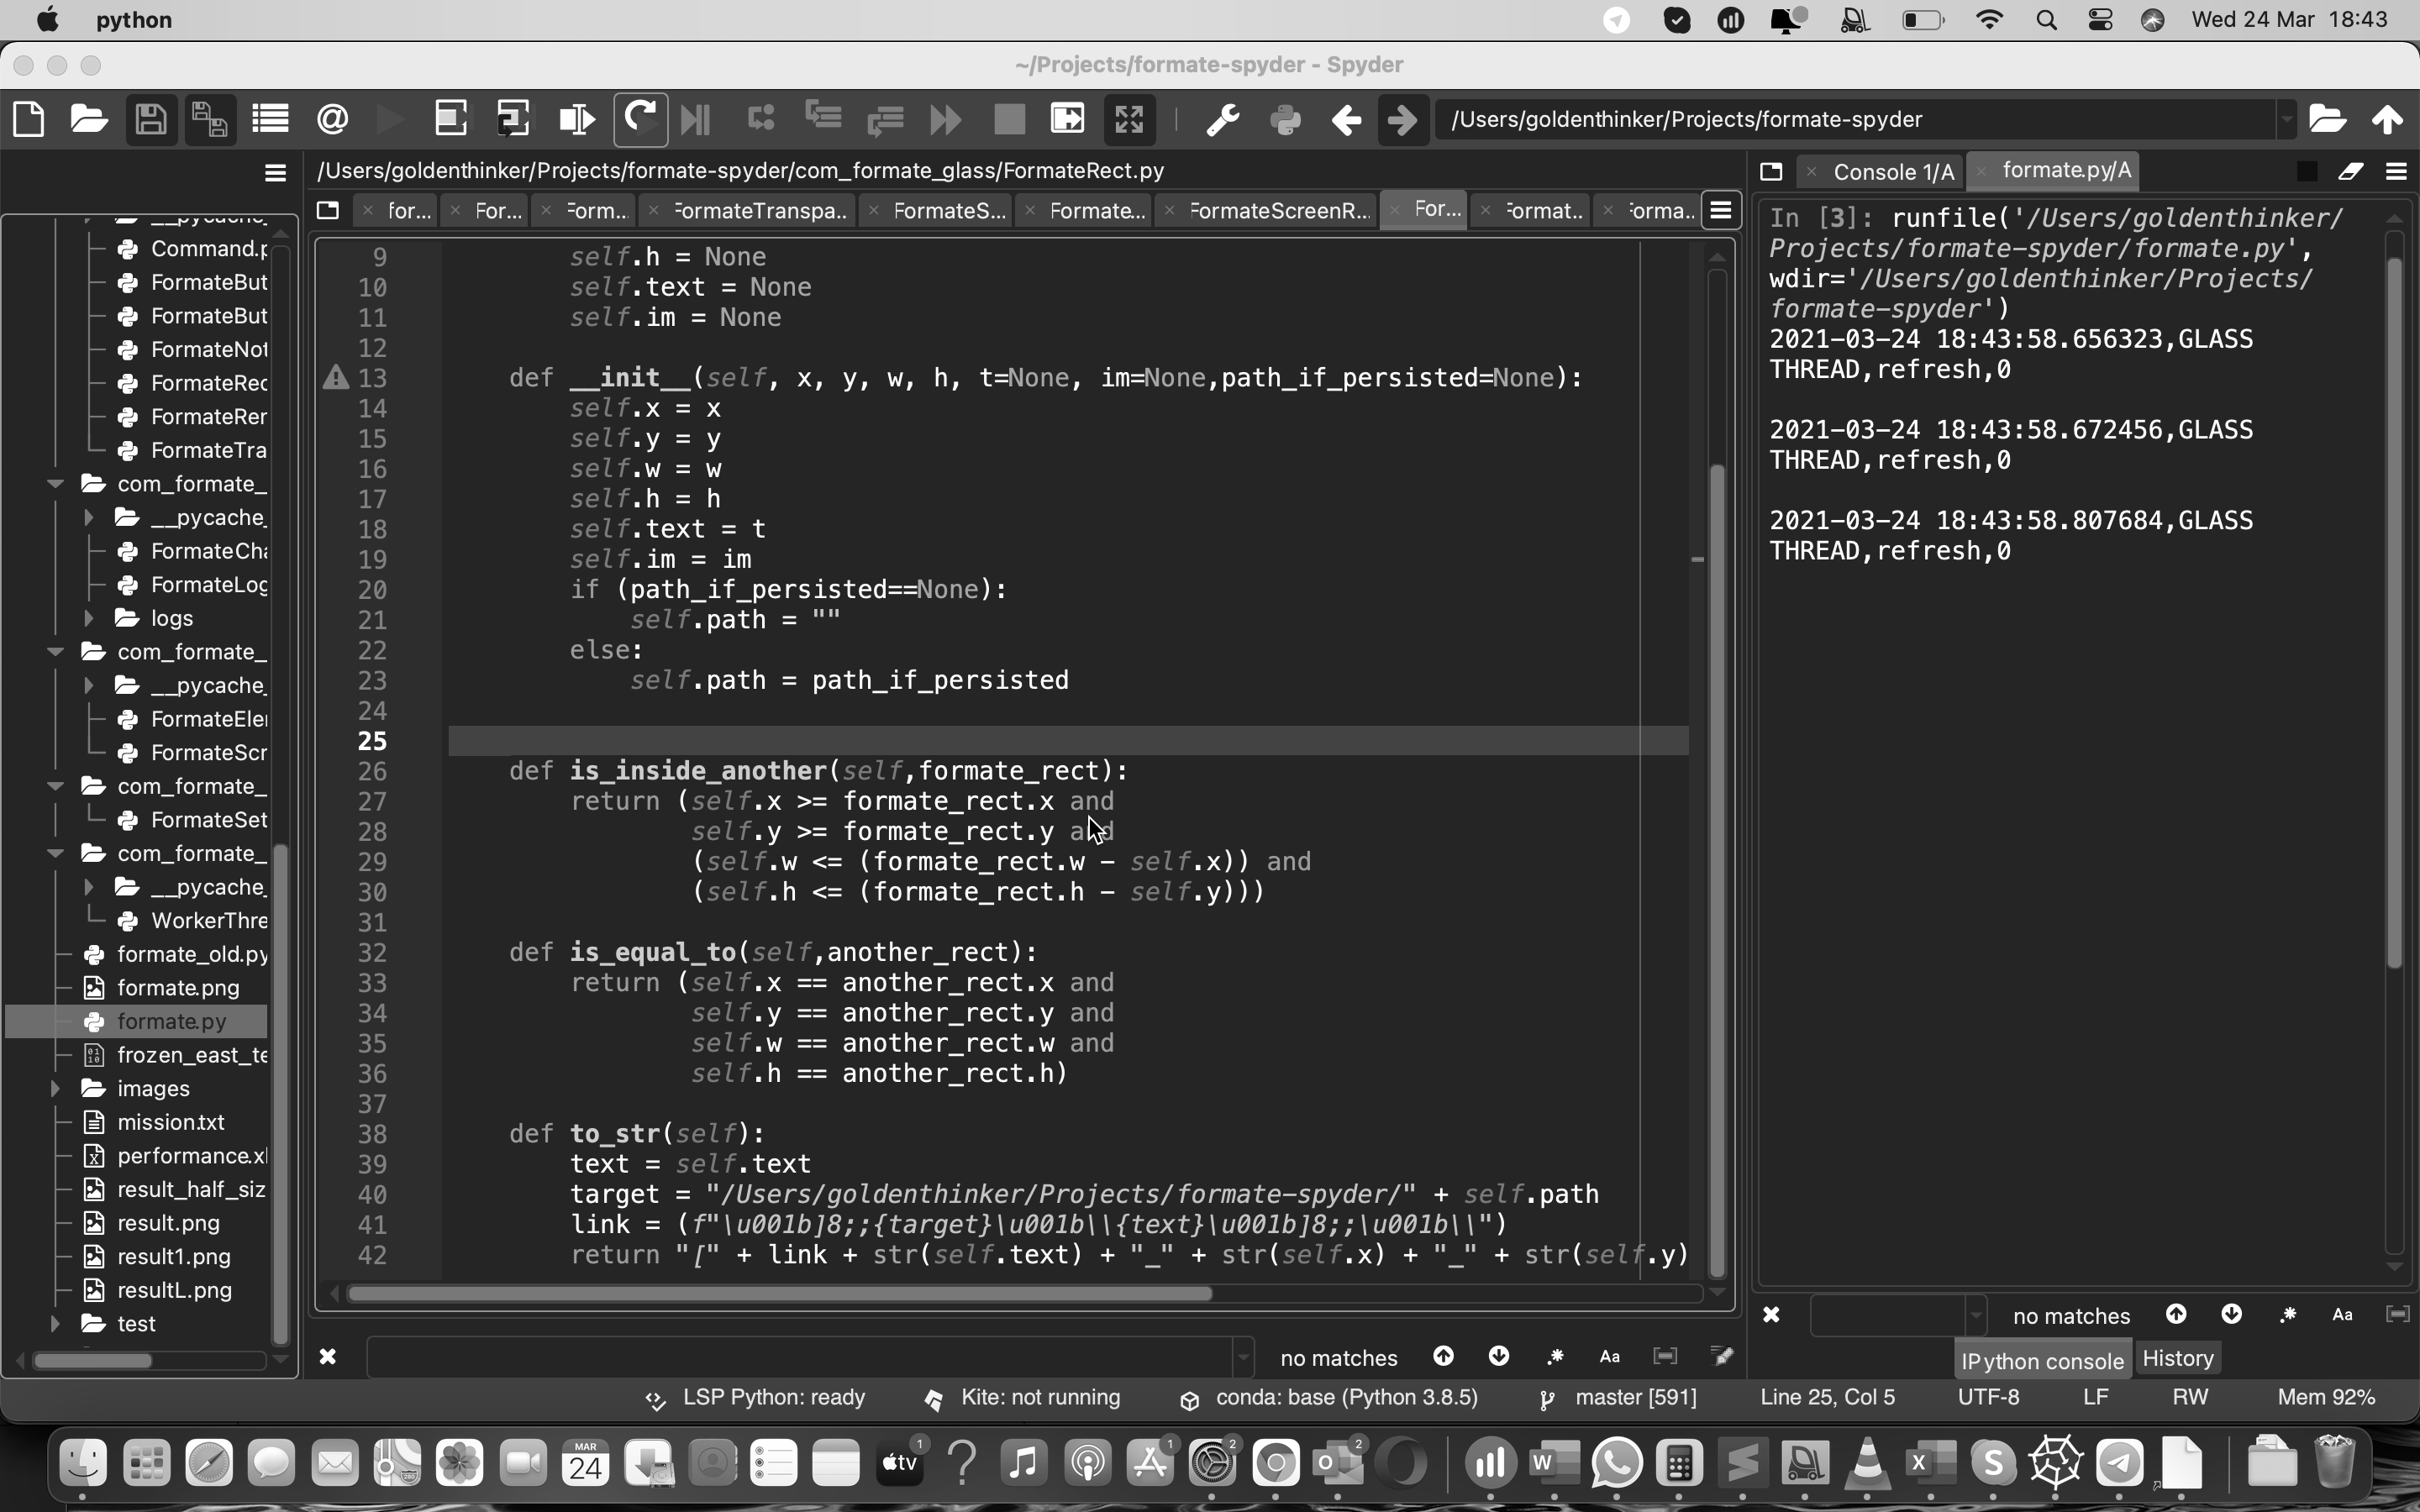 python
Wed 24 Mar 18:43
~/Projects/formate-spyder - Spyder
/Users/goldenthinker/Projects/formate-spyder
/Users/goldenthinker/Projects/formate-spyder/com_formate_glass/FormateRect.py
for...
For...
Form...
FormateTranspa..
FormateS...
Formate...
FormateScreenR...
For...
Format..
Forma..
Console 1/A
formate.py/A
Command.p
FormateBut
FormateBut
FormateNot
FormateRec
FormateRer
FormateTra
com_formate_
__pycache_
FormateCha
FormateLog
logs
com_formate_
__pycache_
FormateEler
FormateScr
com_formate_
FormateSet
com_formate_
__pycache_
WorkerThre
formate_old.py
formate.png
formate.py
frozen_east_te
images
mission.txt
performance.xl
result_half_siz
result.png
result1.png
resultL.png
test
9 self.h = None
10 self.text = None
11 self.im = None
12
13 def __init__(self, x, y, w, h, t=None, im=None,path_if_persisted=None):
14 self.x = x
15 self.y = y
16 self.w = w
17 self.h = h
18 self.text = t
19 self.im = im
20 if (path_if_persisted==None):
21 self.path = ""
22 else:
23 self.path = path_if_persisted
24
25
26 def is_inside_another(self,formate_rect):
27 return (self.x >= formate_rect.x and
28 self.y >= formate_rect.y and
29 (self.w <= (formate_rect.w - self.x)) and
30 (self.h <= (formate_rect.h - self.y)))
31
32 def is_equal_to(self,another_rect):
33 return (self.x == another_rect.x and
34 self.y == another_rect.y and
35 self.w == another_rect.w and
36 self.h == another_rect.h)
37
38 def to_str(self):
39 text = self.text
40 target = "/Users/goldenthinker/Projects/formate-spyder/" + self.path
41 link = (f"\u001b]8;;{target}\u001b\\{text}\u001b]8;;\u001b\\")
42 return "[" + link + str(self.text) + "_" + str(self.x) + "_" + str(self.y)
In [3]: runfile('/Users/goldenthinker/
Projects/formate-spyder/formate.py',
wdir='/Users/goldenthinker/Projects/
formate-spyder')
2021-03-24 18:43:58.656323,GLASS
THREAD,refresh,0
2021-03-24 18:43:58.672456,GLASS
THREAD,refresh,0
2021-03-24 18:43:58.807684,GLASS
THREAD,refresh,0
no matches
Aa
no matches
Aa
IPython console
History
LSP Python: ready
Kite: not running
conda: base (Python 3.8.5)
master [591]
Line 25, Col 5
UTF-8
LF
RW
Mem 92%
MAR
24
tv
1
1
2
2